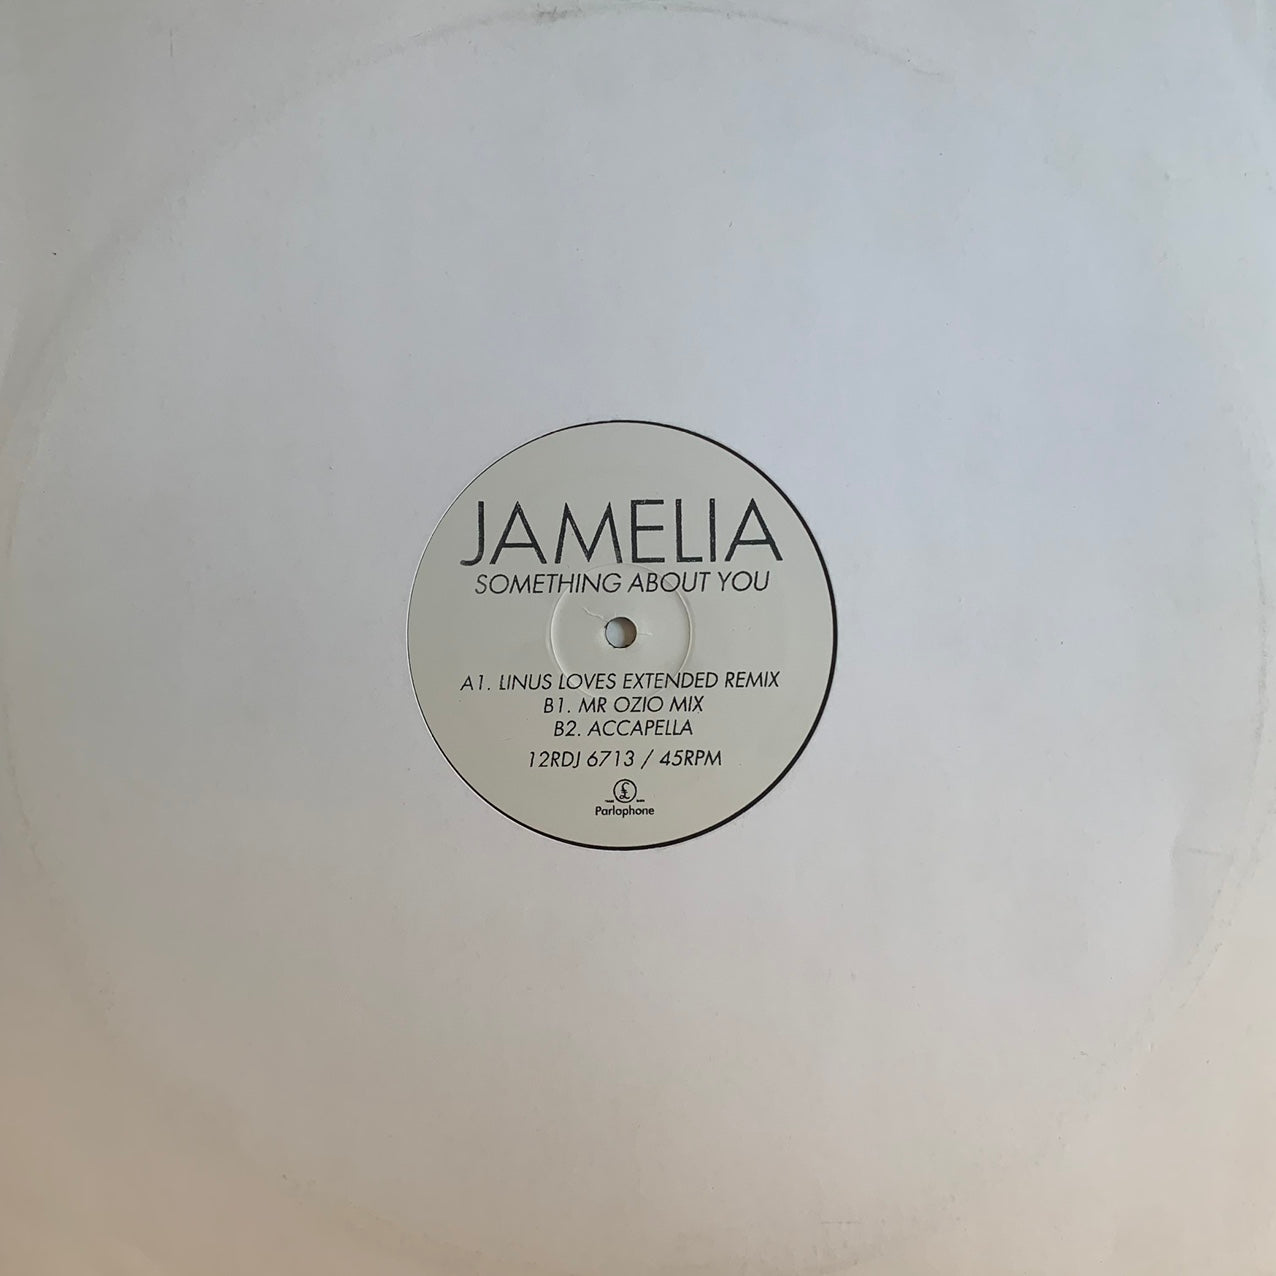 JAMELIA
SOMETHING ABOUT YOU
A1. LINUS LOVES EXTENDED REMIX
B1. MR OZIO MIX
B2. ACCAPELLA
12RDJ 6713 / 45RPM
£
Parlophone